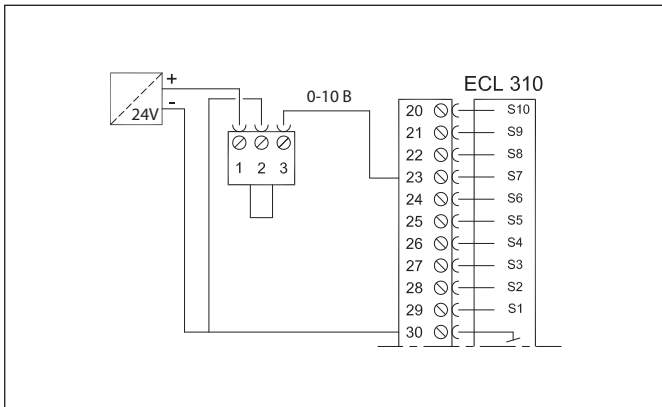 ECL 310
+
-
24V
0-10 В
1 2 3
20 S10
21 S9
22 S8
23 S7
24 S6
25 S5
26 S4
27 S3
28 S2
29 S1
30